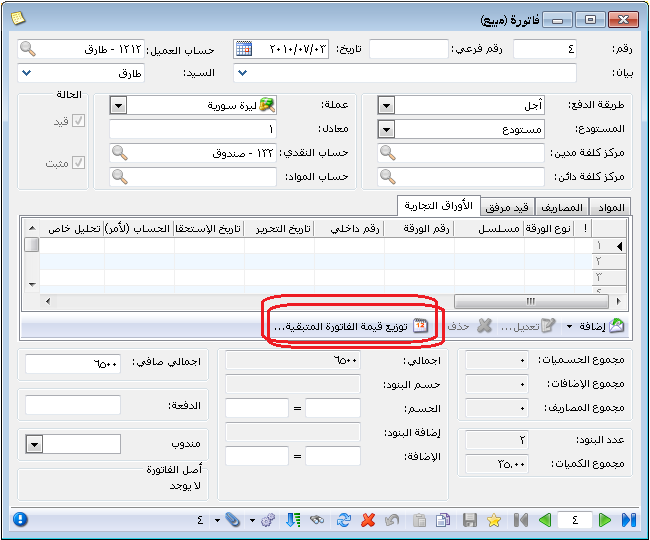 فاتورة (مبيع)
رقم: ٤ رقم فرعي: تاريخ: ٢٠١٠/٠٧/٠٣ حساب العميل: ١٢١٢ - طارق
بيان: السيد: طارق
طريقة الدفع: آجل
المستودع: مستودع
مركز كلفة مدين:
مركز كلفة دائن:
عملة: ليرة سورية
معادل: ١
حساب النقدي: ١٣٢ - صندوق
حساب المواد:
الحالة
قيد
مثبت
المواد المصاريف قيد مرفق الأوراق التجارية
! نوع الورقة مسلسل رقم الورقة رقم داخلي تاريخ التحرير تاريخ الإستحقا الحساب (لأمر) تحليل خاص
١
٢
٣
إضافة تعديل... حذف توزيع قيمة الفاتورة المتبقية...
مجموع الحسميات: ٠
مجموع الإضافات: ٠
مجموع المصاريف: ٠
عدد البنود: ٢
مجموع الكميات: ٣٥.٠٠
اجمالي: ٦٥٠٠
حسم البنود:
الحسم: =
إضافة البنود:
الإضافة: =
اجمالي صافي: ٦٥٠٠
الدفعة:
مندوب
أصل الفاتورة
لا يوجد
٤ ٤